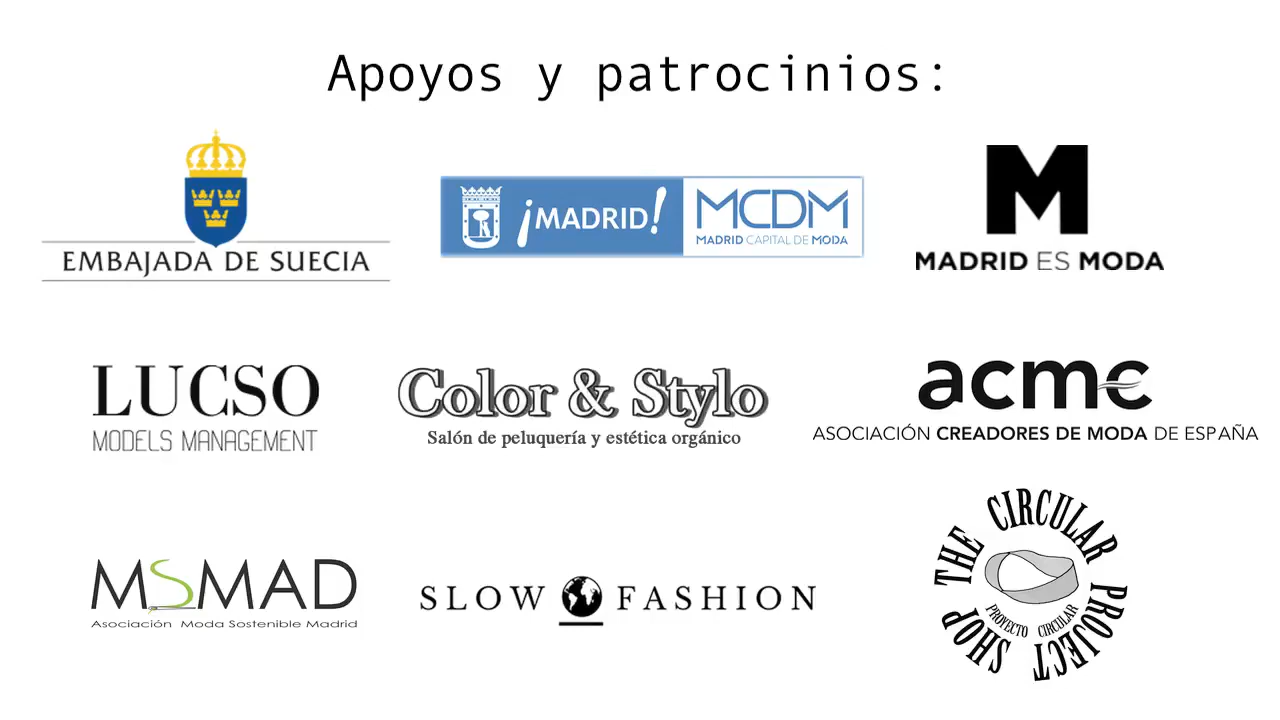 Apoyos y patrocinios:
EMBAJADA DE SUECIA
¡MADRID!
MCDM
MADRID CAPITAL DE MODA
M
MADRID ES MODA
LUCSO
MODELS MANAGEMENT
Color & Stylo
Salón de peluquería y estética orgánico
acme
ASOCIACIÓN CREADORES DE MODA DE ESPAÑA
MSMAD
Asociación Moda Sostenible Madrid
SLOW FASHION
THE CIRCULAR PROJECT SHOP
PROYECTO CIRCULAR